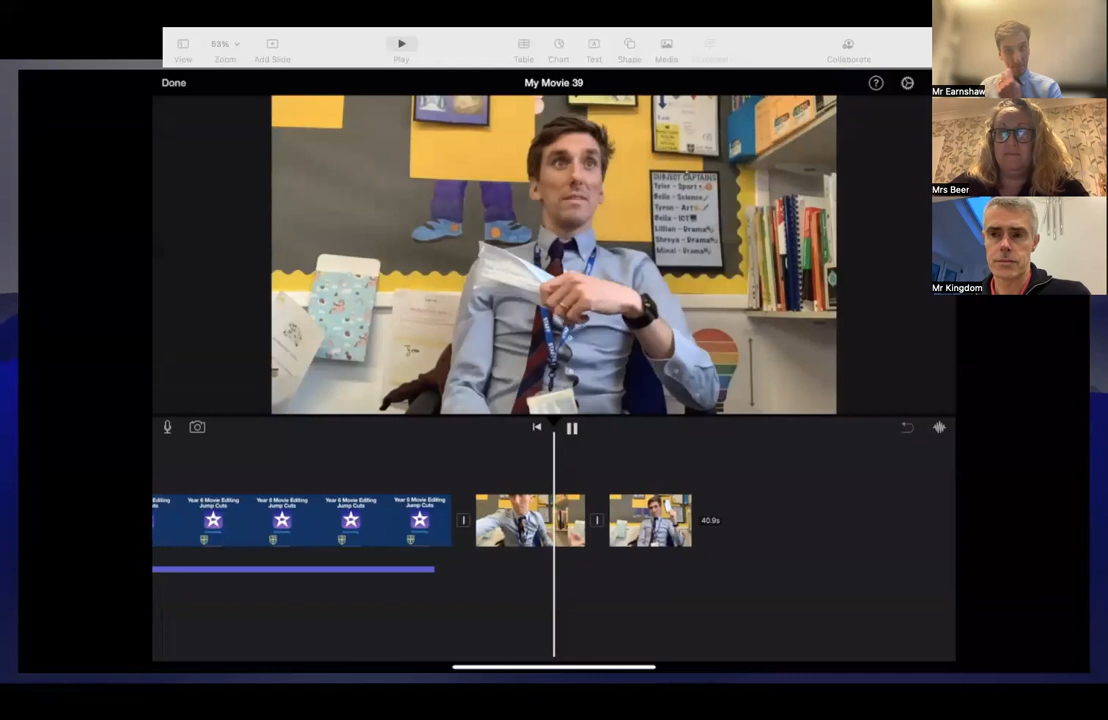 53%
View
Zoom
Add Slide
Play
Table
Chart
Text
Shape
Media
Collaborate
Mr Earnshaw
Mrs Beer
Mr Kingdom
Done
My Movie 39
?
SUBJECT CAPTAINS
Tyler - Sport
Bella - Science
Tyron - Art
Bella - ICT
Lillian - Drama
Shreya - Drama
Minal - Drama
Editing
Cuts
Year 6 Movie Editing
Jump Cuts
Year 6 Movie Editing
Jump Cuts
Year 6 Movie Editing
Jump Cuts
Year 6 Movie Editing
Jump Cuts
40.9s